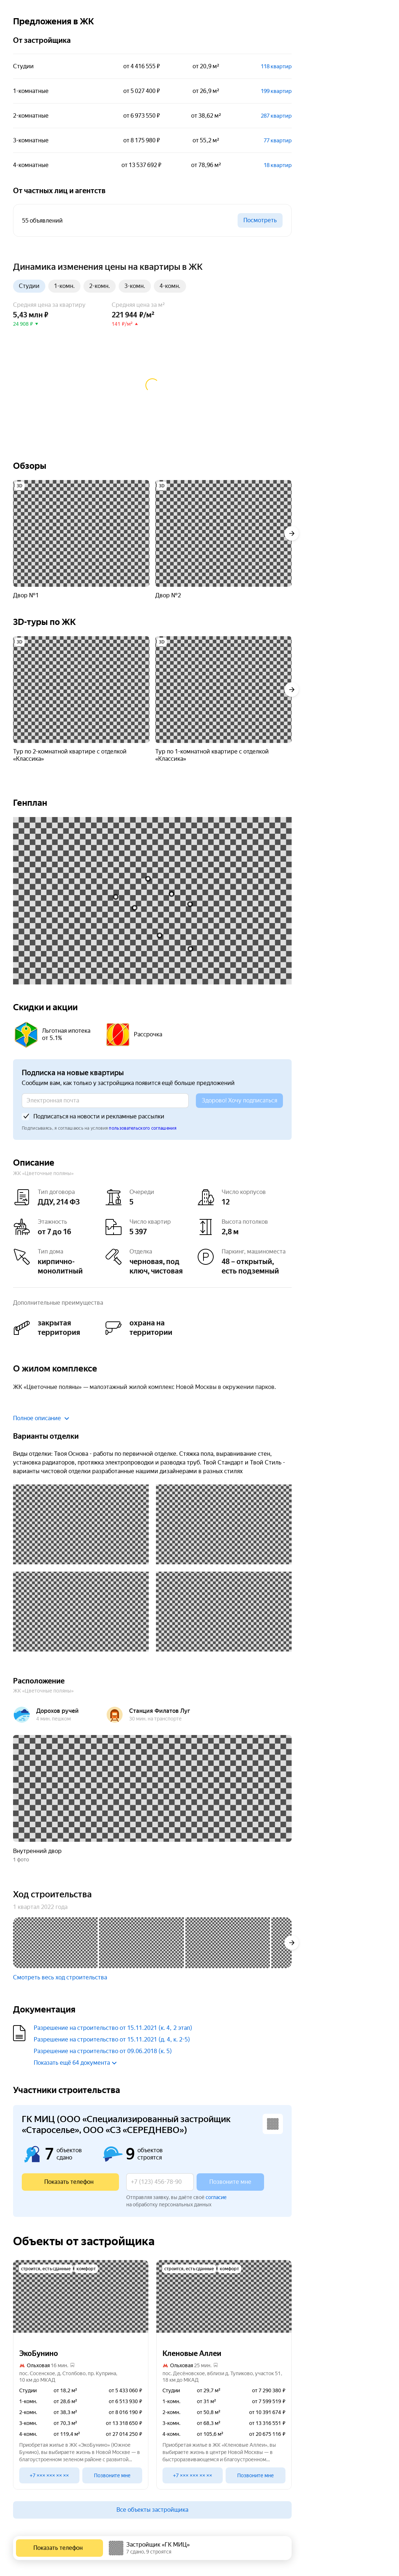 Предложения в ЖК
От застройщика
Студии от 4 416 555 ₽ от 20,9 м² 118 квартир
1-комнатные от 5 027 400 ₽ от 26,9 м² 199 квартир
2-комнатные от 6 973 550 ₽ от 38,62 м² 287 квартир
3-комнатные от 8 175 980 ₽ от 55,2 м² 77 квартир
4-комнатные от 13 537 692 ₽ от 78,96 м² 18 квартир
От частных лиц и агентств
55 объявлений Посмотреть
Динамика изменения цены на квартиры в ЖК
Студии 1-комн. 2-комн. 3-комн. 4-комн.
Средняя цена за квартиру Средняя цена за м²
5,43 млн ₽ 221 944 ₽/м²
24 908 ₽ 141 ₽/м²
Обзоры
3D 3D
Двор №1 Двор №2
3D-туры по ЖК
3D 3D
Тур по 2-комнатной квартире с отделкой «Классика» Тур по 1-комнатной квартире с отделкой «Классика»
Генплан
Скидки и акции
Льготная ипотека от 5.1% Рассрочка
Подписка на новые квартиры
Сообщим вам, как только у застройщика появится ещё больше предложений
Электронная почта Здорово! Хочу подписаться
Подписаться на новости и рекламные рассылки
Подписываясь, я соглашаюсь на условия пользовательского соглашения
Описание
ЖК «Цветочные поляны»
Тип договора Очереди Число корпусов
ДДУ, 214 ФЗ 5 12
Этажность Число квартир Высота потолков
от 7 до 16 5 397 2,8 м
Тип дома Отделка Паркинг, машиноместа
кирпично-монолитный черновая, под ключ, чистовая 48 – открытый, есть подземный
Дополнительные преимущества
закрытая территория охрана на территории
О жилом комплексе
ЖК «Цветочные поляны» — малоэтажный жилой комплекс Новой Москвы в окружении парков.
Полное описание
Варианты отделки
Виды отделки: Твоя Основа - работы по первичной отделке. Стяжка пола, выравнивание стен,
установка радиаторов, протяжка электропроводки и разводка труб. Твой Стандарт и Твой Стиль -
варианты чистовой отделки разработанные нашими дизайнерами в разных стилях
Расположение
ЖК «Цветочные поляны»
Дорохов ручей Станция Филатов Луг
4 мин. пешком 30 мин. на транспорте
Внутренний двор
1 фото
Ход строительства
1 квартал 2022 года
Смотреть весь ход строительства
Документация
Разрешение на строительство от 15.11.2021 (к. 4, 2 этап)
Разрешение на строительство от 15.11.2021 (д. 4, к. 2-5)
Разрешение на строительство от 09.06.2018 (к. 5)
Показать ещё 64 документа
Участники строительства
ГК МИЦ (ООО «Специализированный застройщик
«Староселье», ООО «СЗ «СЕРЕДНЕВО»)
7 объектов сдано 9 объектов строятся
Показать телефон +7 (123) 456-78-90 Позвоните мне
Отправляя заявку, вы даёте своё согласие
на обработку персональных данных
Объекты от застройщика
строится, есть сданные комфорт строится, есть сданные комфорт
ЭкоБунино Кленовые Аллеи
Ольховая 16 мин. Ольховая 25 мин.
пос. Сосенское, д. Столбово, пр. Куприна, пос. Десёновское, вблизи д. Тупиково, участок 51,
10 км до МКАД 18 км до МКАД
Студии от 18,2 м² от 5 433 060 ₽ Студии от 29,7 м² от 7 290 380 ₽
1-комн. от 28,6 м² от 6 513 930 ₽ 1-комн. от 31 м² от 7 599 519 ₽
2-комн. от 38,3 м² от 8 016 190 ₽ 2-комн. от 50,8 м² от 10 391 674 ₽
3-комн. от 70,3 м² от 13 318 650 ₽ 3-комн. от 68,3 м² от 13 316 551 ₽
4-комн. от 119,4 м² от 27 014 250 ₽ 4-комн. от 105,6 м² от 20 675 116 ₽
Приобретая жилье в ЖК «Экобунино» (Южное Приобретая жилье в ЖК «Кленовые Аллеи», вы
Бунино), вы выбираете жизнь в Новой Москве — в выбираете жизнь в центре Новой Москвы — в
благоустроенном зеленом районе с развитой... быстроразвивающемся и благоустроенном...
+7 ××× ××× ×× ×× Позвоните мне +7 ××× ××× ×× ×× Позвоните мне
Все объекты застройщика
Показать телефон Застройщик «ГК МИЦ»
7 сдано, 9 строятся